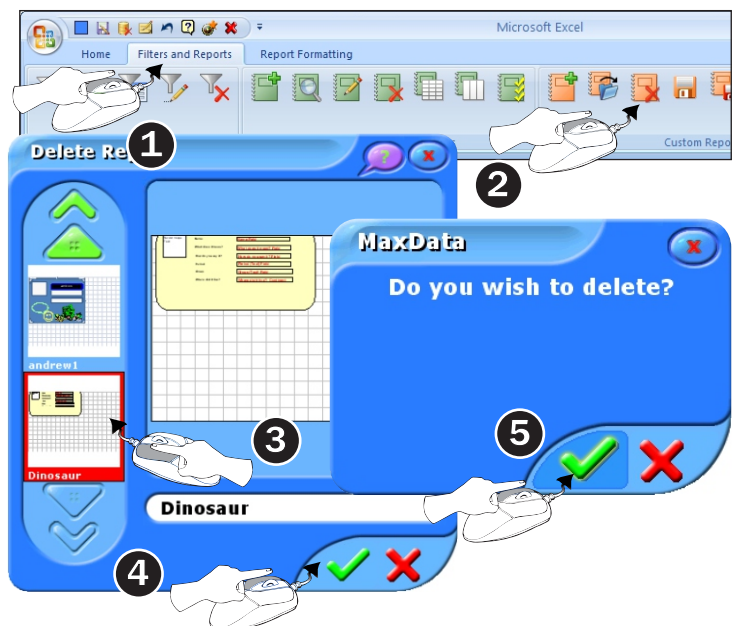 Microsoft Excel
Home
Filters and Reports
Report Formatting
Custom Repo
1
2
Delete Re
?
MaxData
Do you wish to delete?
andrew1
3
5
Dinosaur
Dinosaur
4